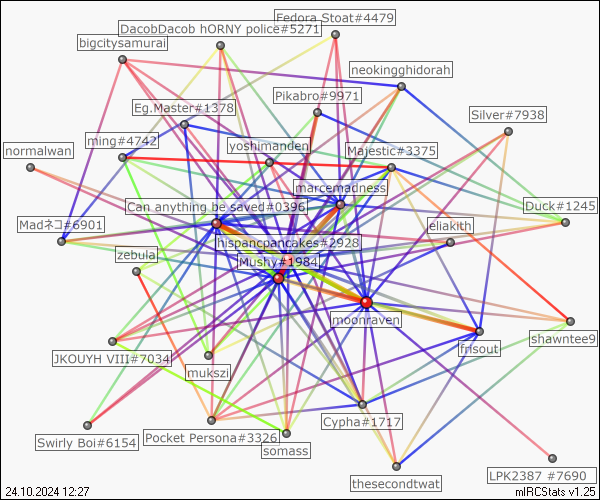 Fedora_Stoat#4479
DacobDacob hORNY police#5271
bigcitysamurai
neokingghidorah
Pikabro#9971
Eg.Master#1378
Silver#7938
ming#4742
yoshimanden
Majestic#3375
normalwan
marcemadness
Can anything be saved#0396
Duck#1245
Madネコ#6901
eliakith
hispancpancakes#2928
zebula
Mushy#1984
moonraven
shawntee9
frisout
JKOUYH VIII#7034
mukszi
Cypha#1717
Swirly Boi#6154
Pocket Persona#3326
somass
thesecondtwat
LPK2387 #7690
24.10.2024 12:27
mIRCStats v1.25